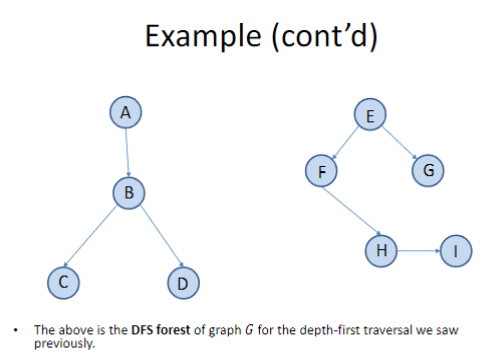 Example (cont’d)
A
E
F
G
B
H
I
C
D
• The above is the DFS forest of graph G for the depth-first traversal we saw
previously.